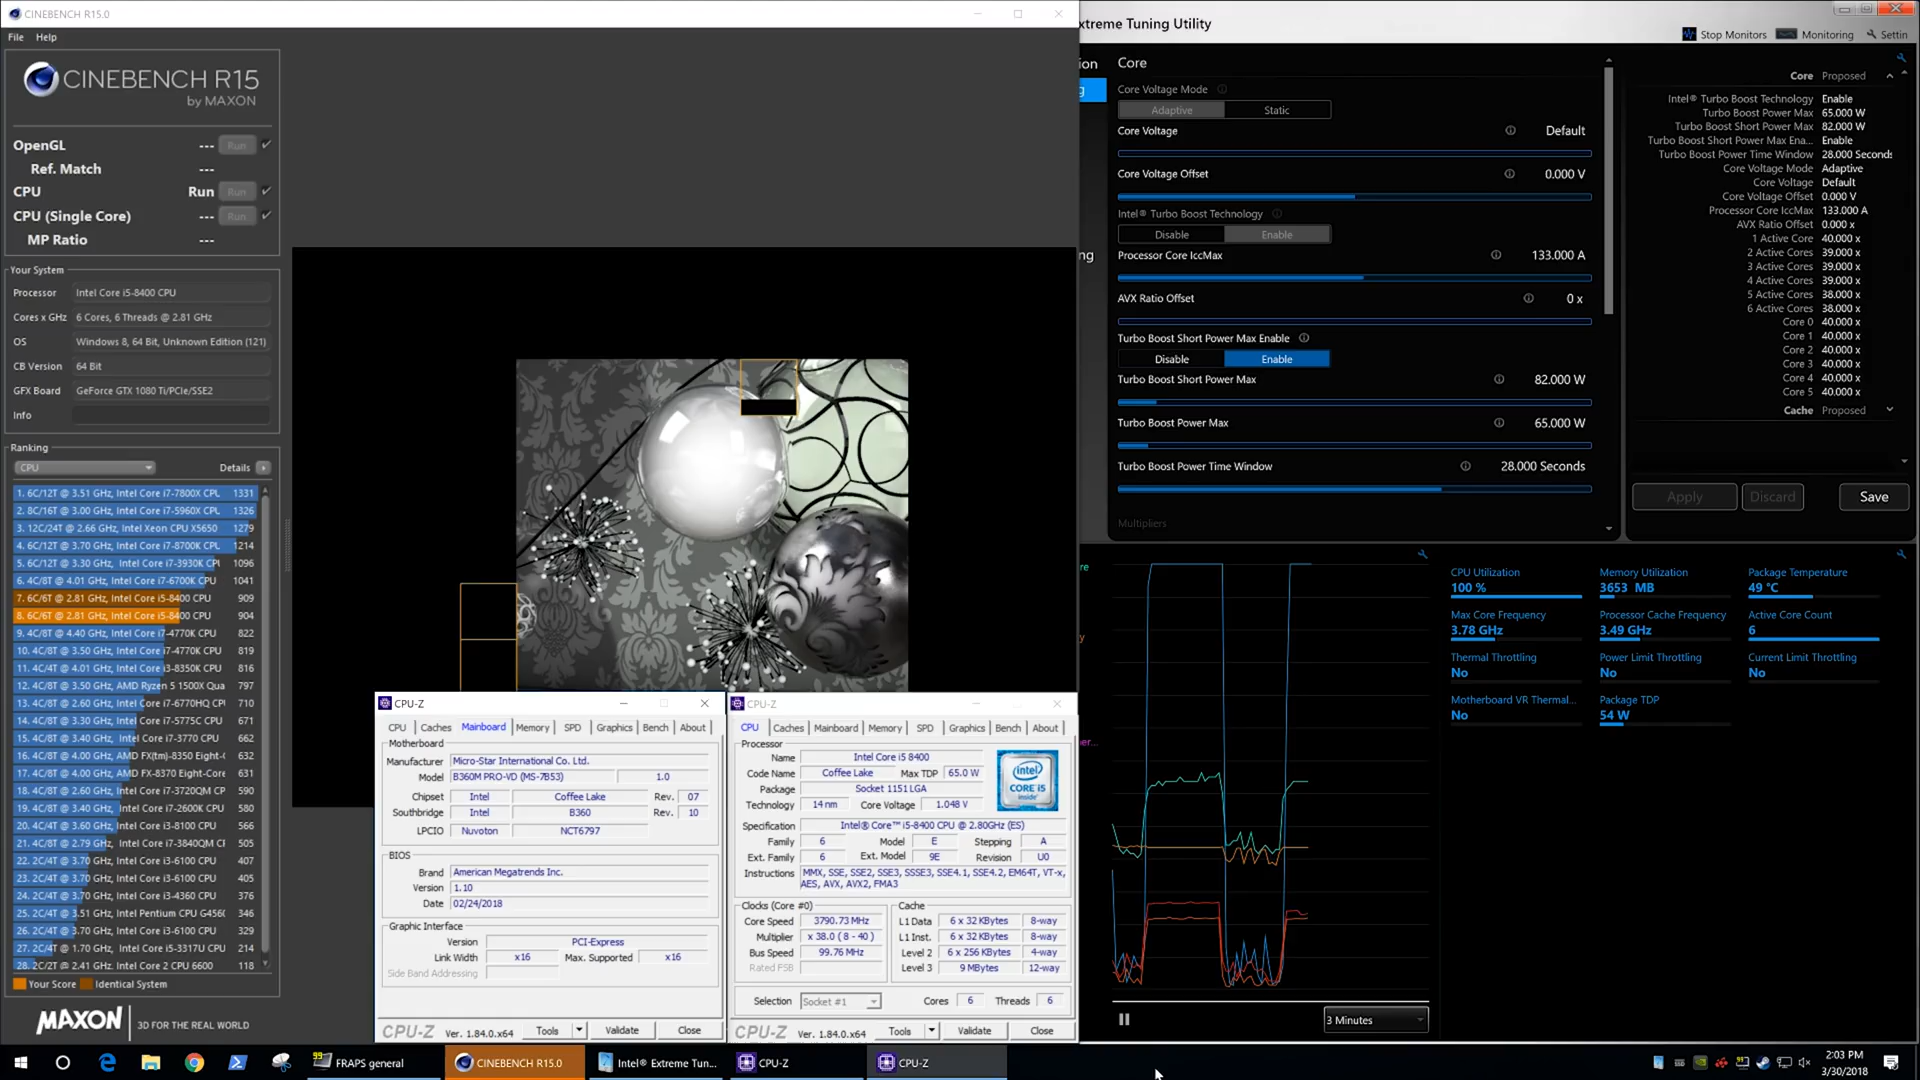 CINEBENCH R15.0
File Help
CINEBENCH R15
by MAXON
OpenGL --- Run
Ref. Match ---
CPU Run Run
CPU (Single Core) --- Run
MP Ratio ---
Your System
Processor Intel Core i5-8400 CPU
Cores x GHz 6 Cores, 6 Threads @ 2.81 GHz
OS Windows 8, 64 Bit, Unknown Edition (121)
CB Version 64 Bit
GFX Board GeForce GTX 1080 Ti/PCIe/SSE2
Info
Ranking
CPU Details
1. 6C/12T @ 3.51 GHz, Intel Core i7-7800X CPU 1331
2. 8C/16T @ 3.00 GHz, Intel Core i7-5960X CPU 1326
3. 12C/24T @ 2.66 GHz, Intel Xeon CPU X5650 1279
4. 6C/12T @ 3.70 GHz, Intel Core i7-8700K CPU 1214
5. 6C/12T @ 3.30 GHz, Intel Core i7-3930K CPU 1096
6. 4C/8T @ 4.01 GHz, Intel Core i7-6700K CPU 1041
7. 6C/6T @ 2.81 GHz, Intel Core i5-8400 CPU 909
8. 6C/6T @ 2.81 GHz, Intel Core i5-8400 CPU 904
9. 4C/8T @ 4.40 GHz, Intel Core i7-4770K CPU 822
10. 4C/8T @ 3.50 GHz, Intel Core i7-4770K CPU 819
11. 4C/4T @ 4.01 GHz, Intel Core i3-8350K CPU 816
12. 4C/8T @ 3.50 GHz, AMD Ryzen 5 1500X Qua 797
13. 4C/8T @ 2.60 GHz, Intel Core i7-6770HQ CPU 710
14. 4C/8T @ 3.30 GHz, Intel Core i7-5775C CPU 671
15. 4C/8T @ 3.40 GHz, Intel Core i7-3770 CPU 662
16. 4C/8T @ 4.00 GHz, AMD FX(tm)-8350 Eight-C 632
17. 4C/8T @ 4.00 GHz, AMD FX-8370 Eight-Core 631
18. 4C/8T @ 2.60 GHz, Intel Core i7-3720QM CPU 590
19. 4C/8T @ 3.40 GHz, Intel Core i7-2600K CPU 580
20. 4C/4T @ 3.60 GHz, Intel Core i3-8100 CPU 566
21. 4C/8T @ 2.79 GHz, Intel Core i7-3840QM CF 505
22. 2C/4T @ 3.70 GHz, Intel Core i3-6100 CPU 407
23. 2C/4T @ 3.70 GHz, Intel Core i3-6100 CPU 405
24. 2C/4T @ 3.70 GHz, Intel Core i3-4360 CPU 376
25. 2C/4T @ 3.51 GHz, Intel Pentium CPU G4560 346
26. 2C/4T @ 3.70 GHz, Intel Core i3-6100 CPU 329
27. 2C/4T @ 1.70 GHz, Intel Core i5-3317U CPU 214
28. 2C/2T @ 2.41 GHz, Intel Core 2 CPU 6600 118
Your Score Identical System
MAXON 3D FOR THE REAL WORLD
CPU-Z
CPU Caches Mainboard Memory SPD Graphics Bench About
Motherboard
Manufacturer Micro-Star International Co. Ltd.
Model B360M PRO-VD (MS-7B53) 1.0
Chipset Intel Coffee Lake Rev. 07
Southbridge Intel B360 Rev. 10
LPCIO Nuvoton NCT6797
BIOS
Brand American Megatrends Inc.
Version 1.10
Date 02/24/2018
Graphic Interface
Version PCI-Express
Link Width x16 Max. Supported x16
Side Band Addressing
CPU-Z Ver. 1.84.0.x64 Tools Validate Close
CPU-Z
CPU Caches Mainboard Memory SPD Graphics Bench About
Processor
Name Intel Core i5 8400
Code Name Coffee Lake Max TDP 65.0 W
Package Socket 1151 LGA
Technology 14 nm Core Voltage 1.048 V
intel CORE i5 inside
Specification Intel® Core™ i5-8400 CPU @ 2.80GHz (ES)
Family 6 Model E Stepping A
Ext. Family 6 Ext. Model 9E Revision U0
Instructions MMX, SSE, SSE2, SSE3, SSSE3, SSE4.1, SSE4.2, EM64T, VT-x,
AES, AVX, AVX2, FMA3
Clocks (Core #0) Cache
Core Speed 3790.73 MHz L1 Data 6 x 32 KBytes 8-way
Multiplier x 38.0 ( 8 - 40 ) L1 Inst. 6 x 32 KBytes 8-way
Bus Speed 99.76 MHz Level 2 6 x 256 KBytes 4-way
Rated FSB Level 3 9 MBytes 12-way
Selection Socket #1 Cores 6 Threads 6
CPU-Z Ver. 1.84.0.x64 Tools Validate Close
xtreme Tuning Utility
Stop Monitors Monitoring Settin
on
g
ng
Core
Core Voltage Mode
Adaptive Static
Core Voltage Default
Core Voltage Offset 0.000 V
Intel® Turbo Boost Technology
Disable Enable
Processor Core IccMax 133.000 A
AVX Ratio Offset 0 x
Turbo Boost Short Power Max Enable
Disable Enable
Turbo Boost Short Power Max 82.000 W
Turbo Boost Power Max 65.000 W
Turbo Boost Power Time Window 28.000 Seconds
Multipliers
Core Proposed
Intel® Turbo Boost Technology Enable
Turbo Boost Power Max 65.000 W
Turbo Boost Short Power Max 82.000 W
Turbo Boost Short Power Max Ena... Enable
Turbo Boost Power Time Window 28.000 Seconds
Core Voltage Mode Adaptive
Core Voltage Default
Core Voltage Offset 0.000 V
Processor Core IccMax 133.000 A
AVX Ratio Offset 0.000 x
1 Active Core 40.000 x
2 Active Cores 39.000 x
3 Active Cores 39.000 x
4 Active Cores 39.000 x
5 Active Cores 38.000 x
6 Active Cores 38.000 x
Core 0 40.000 x
Core 1 40.000 x
Core 2 40.000 x
Core 3 40.000 x
Core 4 40.000 x
Core 5 40.000 x
Cache Proposed
Apply Discard Save
re
y
er...
CPU Utilization Memory Utilization Package Temperature
100 % 3653 MB 49 °C
Max Core Frequency Processor Cache Frequency Active Core Count
3.78 GHz 3.49 GHz 6
Thermal Throttling Power Limit Throttling Current Limit Throttling
No No No
Motherboard VR Thermal... Package TDP
No 54 W
3 Minutes
99 FRAPS general CINEBENCH R15.0 Intel® Extreme Tun... CPU-Z CPU-Z
2:03 PM
3/30/2018